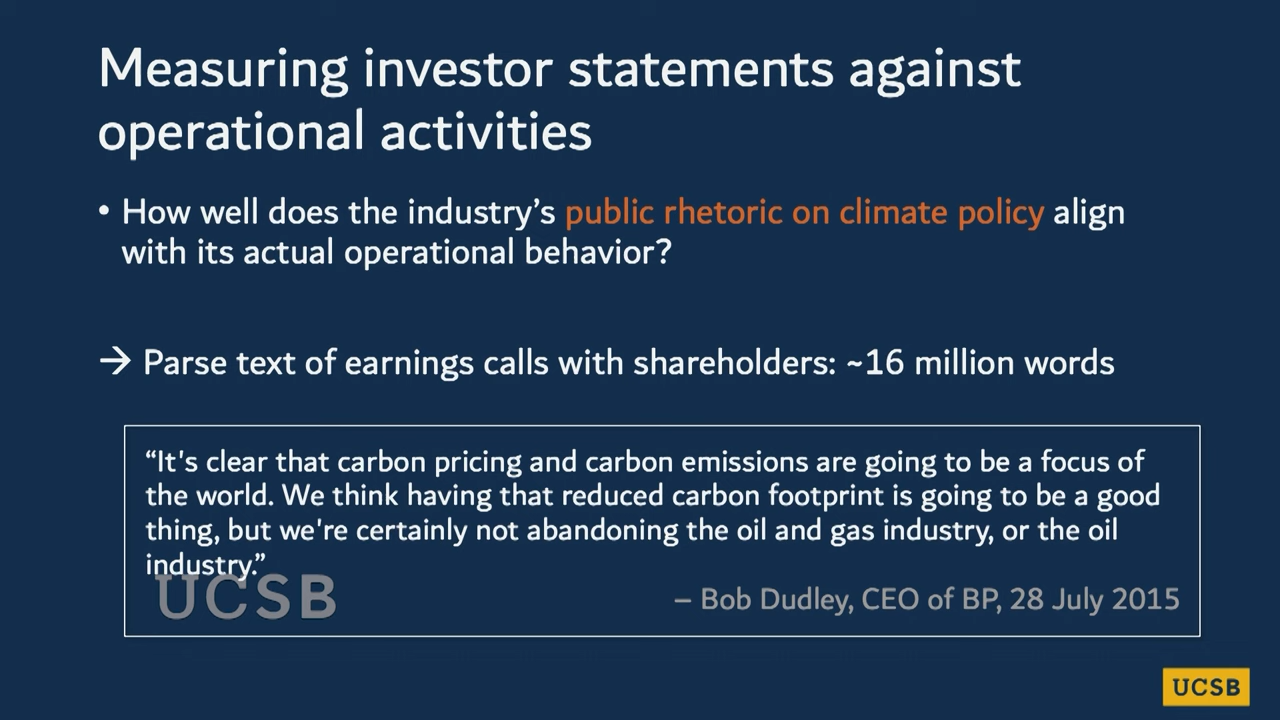 Measuring investor statements against
operational activities
• How well does the industry's public rhetoric on climate policy align
with its actual operational behavior?
→ Parse text of earnings calls with shareholders: ~16 million words
“It's clear that carbon pricing and carbon emissions are going to be a focus of
the world. We think having that reduced carbon footprint is going to be a good
thing, but we're certainly not abandoning the oil and gas industry, or the oil
industry.”
UCSB
– Bob Dudley, CEO of BP, 28 July 2015
UCSB